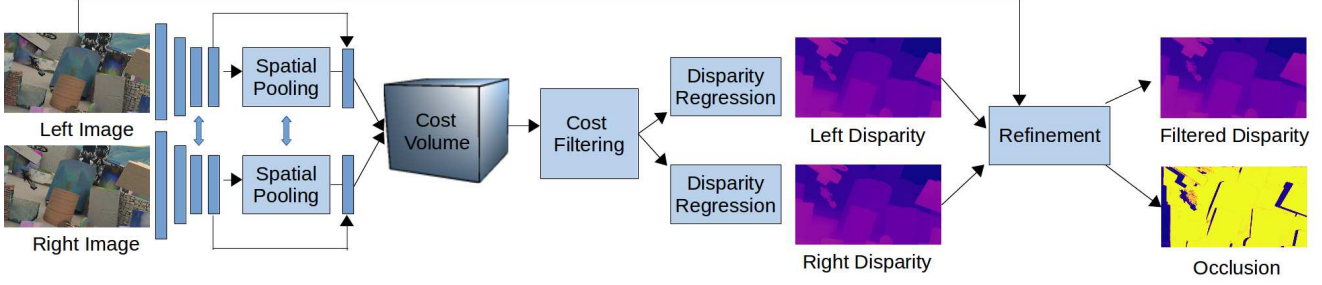 Left Image
Right Image
Spatial
Pooling
Spatial
Pooling
Cost
Volume
Cost
Filtering
Disparity
Regression
Disparity
Regression
Left Disparity
Right Disparity
Refinement
Filtered Disparity
Occlusion